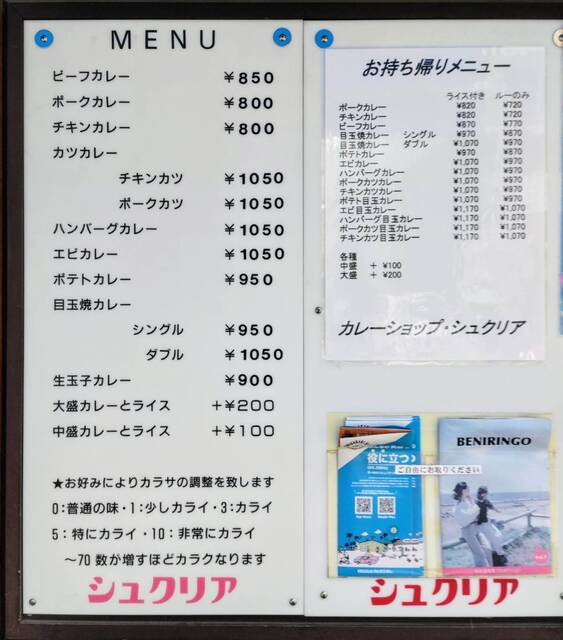 MENU
ビーフカレー ¥850
ポークカレー ¥800
チキンカレー ¥800
カツカレー
チキンカツ ¥1050
ポークカツ ¥1050
ハンバーグカレー ¥1050
エビカレー ¥1050
ポテトカレー ¥950
目玉焼カレー
シングル ¥950
ダブル ¥1050
生玉子カレー ¥900
大盛カレーとライス +¥200
中盛カレーとライス +¥100
★お好みによりカラサの調整を致します
0:普通の味・1:少しカライ・3:カライ
5:特にカライ・10:非常にカライ
～70 数が増すほどカラクなります
シュクリア
お持ち帰りメニュー
ライス付き ルーのみ
ポークカレー ¥820 ¥720
チキンカレー ¥820 ¥720
ビーフカレー ¥870 ¥770
目玉焼カレー シングル ¥970 ¥870
目玉焼カレー ダブル ¥1,070 ¥970
ポテトカレー ¥970 ¥870
エビカレー ¥1,070 ¥970
ハンバーグカレー ¥1,070 ¥970
ポークカツカレー ¥1,070 ¥970
チキンカツカレー ¥1,070 ¥970
ポテト目玉カレー ¥1,070 ¥970
エビ目玉カレー ¥1,170 ¥1,070
ハンバーグ目玉カレー ¥1,170 ¥1,070
ポークカツ目玉カレー ¥1,170 ¥1,070
チキンカツ目玉カレー ¥1,170 ¥1,070
各種
中盛 + ¥100
大盛 + ¥200
カレーショップ・シュクリア
役に立つ
BENIRINGO
ご自由にお取りください
シュクリア